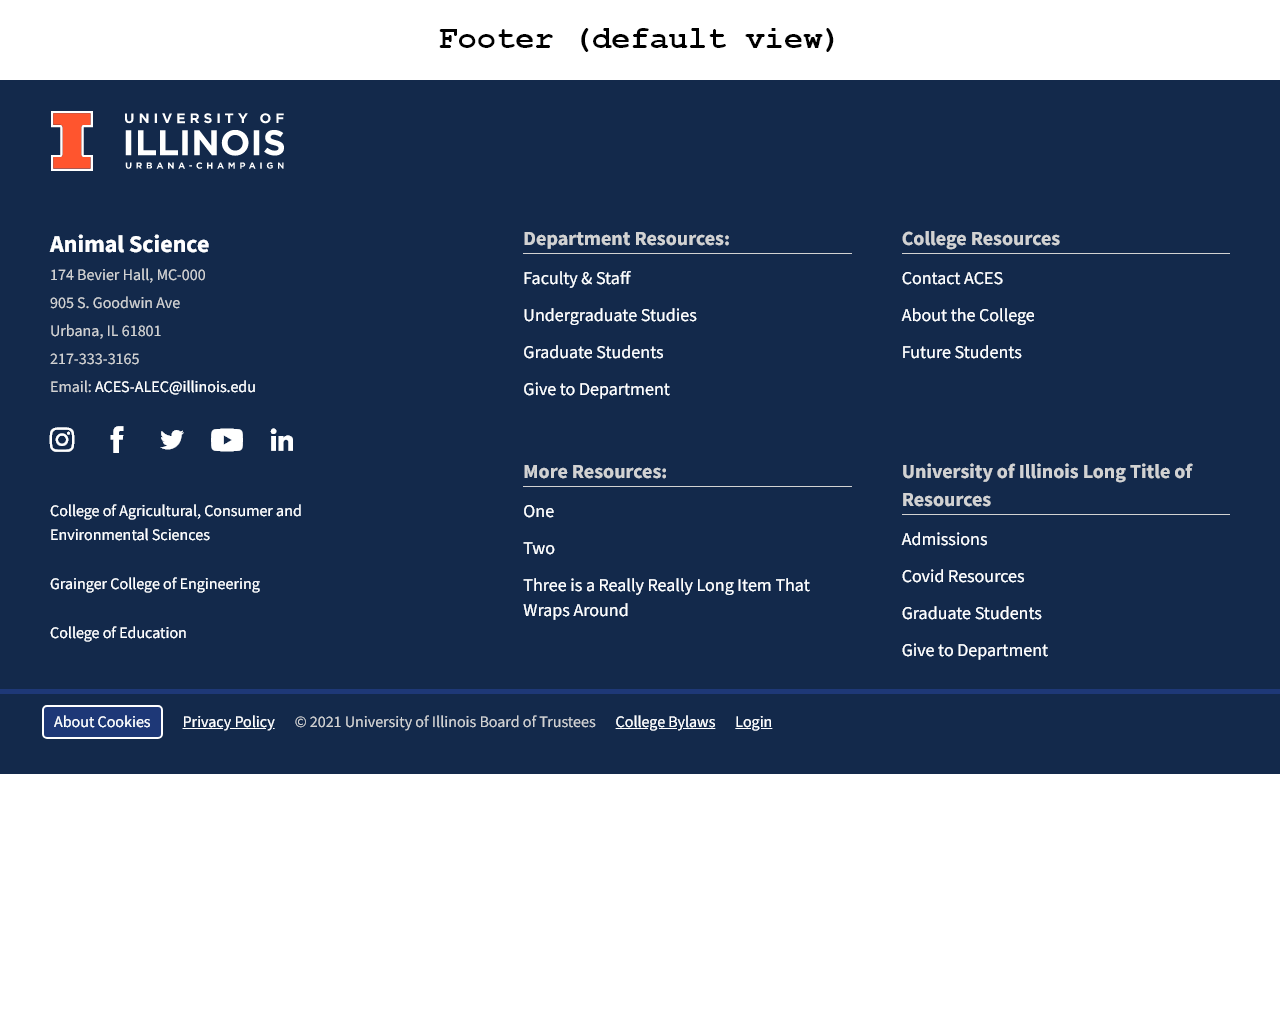 Footer (default view)
UNIVERSITY OF
ILLINOIS
URBANA-CHAMPAIGN
Animal Science
174 Bevier Hall, MC-000
905 S. Goodwin Ave
Urbana, IL 61801
217-333-3165
Email: ACES-ALEC@illinois.edu
College of Agricultural, Consumer and
Environmental Sciences
Grainger College of Engineering
College of Education
Department Resources:
Faculty & Staff
Undergraduate Studies
Graduate Students
Give to Department
College Resources
Contact ACES
About the College
Future Students
More Resources:
One
Two
Three is a Really Really Long Item That
Wraps Around
University of Illinois Long Title of
Resources
Admissions
Covid Resources
Graduate Students
Give to Department
About Cookies Privacy Policy © 2021 University of Illinois Board of Trustees College Bylaws Login